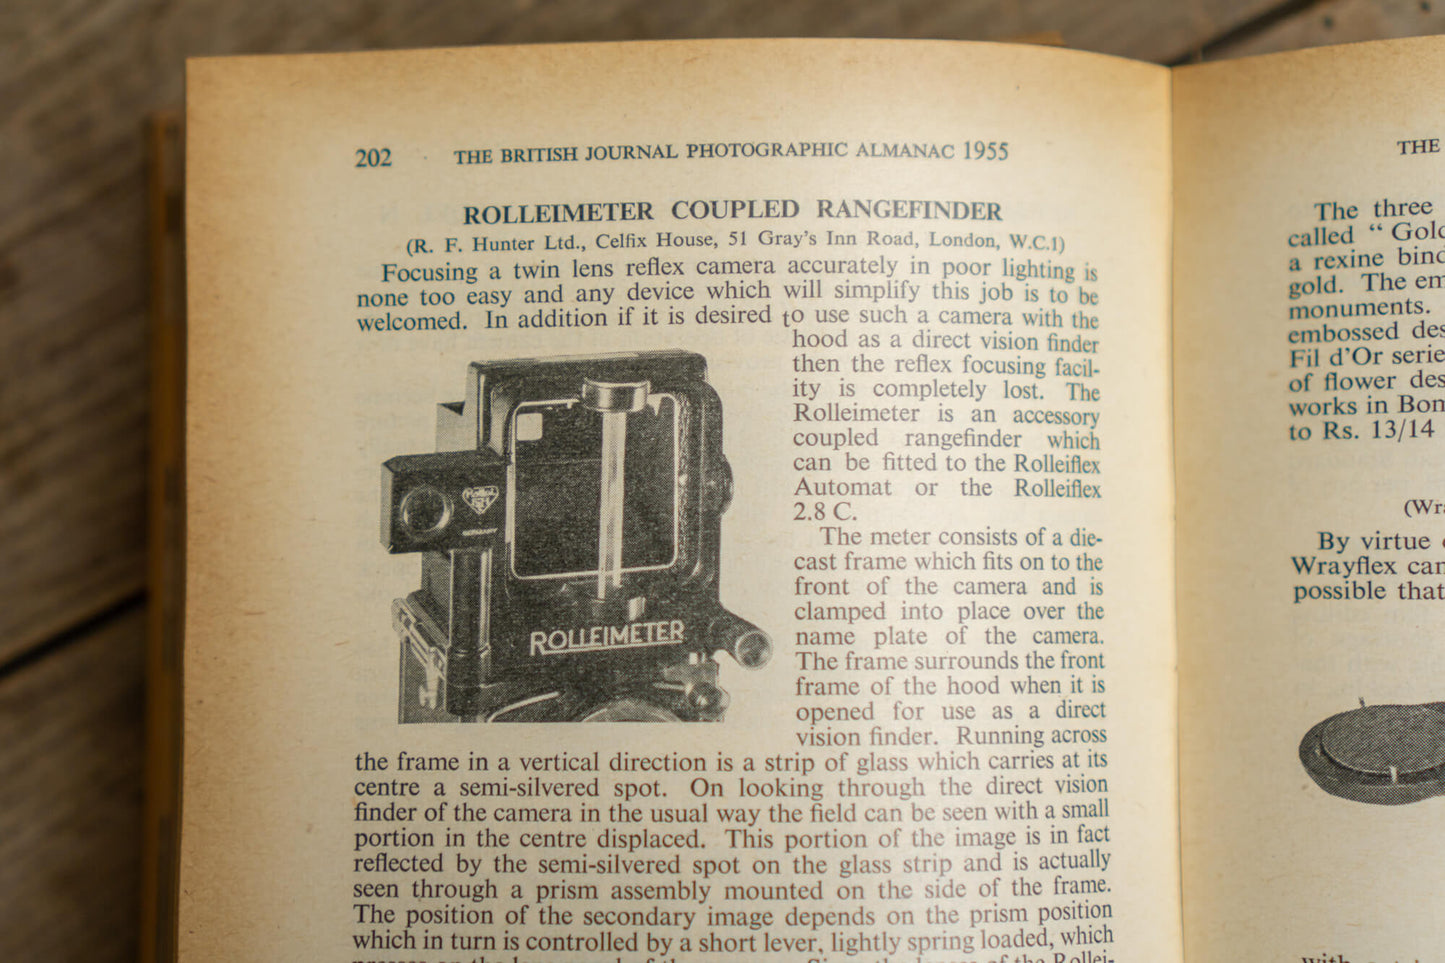 202 THE BRITISH JOURNAL PHOTOGRAPHIC ALMANAC 1955
ROLLEIMETER COUPLED RANGEFINDER
(R. F. Hunter Ltd., Celfix House, 51 Gray's Inn Road, London, W.C.1)
Focusing a twin lens reflex camera accurately in poor lighting is
none too easy and any device which will simplify this job is to be
welcomed. In addition if it is desired to use such a camera with the
hood as a direct vision finder
then the reflex focusing facil-
ity is completely lost. The
Rolleimeter is an accessory
coupled rangefinder which
can be fitted to the Rolleiflex
Automat or the Rolleiflex
2.8 C.
The meter consists of a die-
cast frame which fits on to the
front of the camera and is
clamped into place over the
name plate of the camera.
The frame surrounds the front
frame of the hood when it is
opened for use as a direct
vision finder. Running across
ROLLEIMETER
the frame in a vertical direction is a strip of glass which carries at its
centre a semi-silvered spot. On looking through the direct vision
finder of the camera in the usual way the field can be seen with a small
portion in the centre displaced. This portion of the image is in fact
reflected by the semi-silvered spot on the glass strip and is actually
seen through a prism assembly mounted on the side of the frame.
The position of the secondary image depends on the prism position
which in turn is controlled by a short lever, lightly spring loaded, which
THE
The three
called "Gold
a rexine bind
gold. The em
monuments.
embossed des
Fil d'Or serie
of flower des
works in Bom
to Rs. 13/14
(Wra
By virtue
Wrayflex can
possible that
with